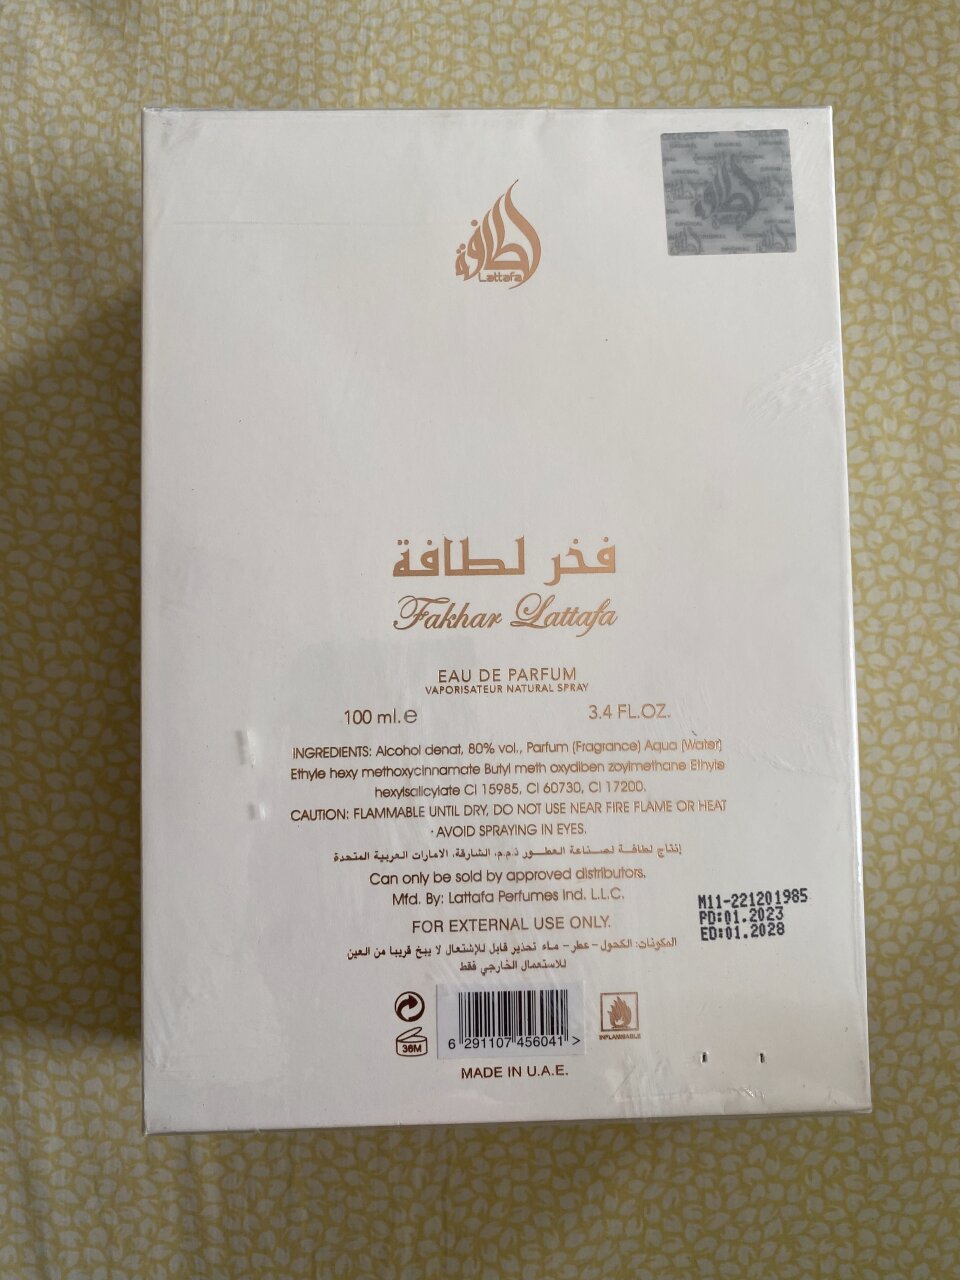 لطافة
Lattafa
ORIGINAL
فخر لطافة
Fakhar Lattafa
EAU DE PARFUM
VAPORISATEUR NATURAL SPRAY
100 ml.e 3.4 FL.OZ.
INGREDIENTS: Alcohol denat, 80% vol., Parfum (Fragrance) Aqua (Water)
Ethyle hexy methoxycinnamate Butyl meth oxydiben zoylmethane Ethyle
hexylsalicylate CI 15985, CI 60730, CI 17200.
CAUTION: FLAMMABLE UNTIL DRY, DO NOT USE NEAR FIRE FLAME OR HEAT
· AVOID SPRAYING IN EYES.
إنتاج لطافة لصناعة العطور ذ.م.م، الشارقة، الامارات العربية المتحدة
Can only be sold by approved distributors.
Mfd. By: Lattafa Perfumes Ind. L.L.C.
FOR EXTERNAL USE ONLY.
M11-221201985
PD:01.2023
ED:01.2028
المكونات: الكحول - عطر - ماء تحذير قابل للإشتعال لا يبخ قريبا من العين
للاستعمال الخارجي فقط
36M
6 291107 456041 >
INFLAMMABLE
MADE IN U.A.E.